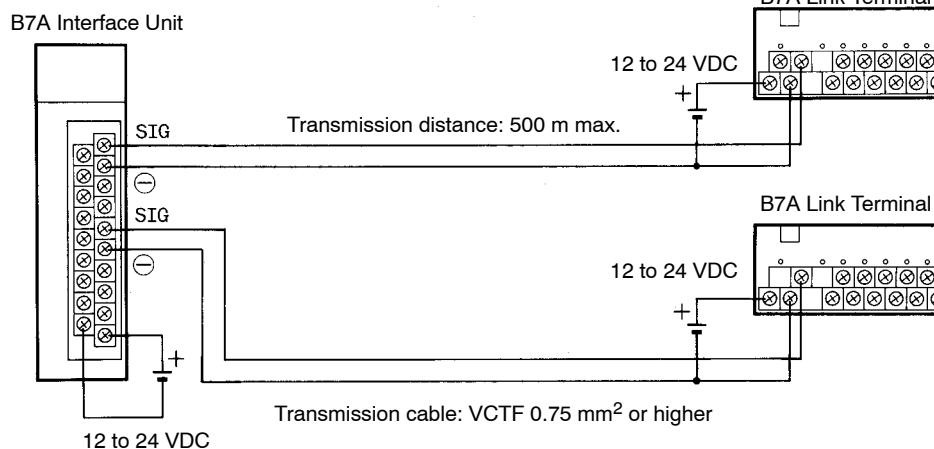 B7A Link Terminal
B7A Interface Unit
12 to 24 VDC
+
SIG
Transmission distance: 500 m max.
−
SIG
B7A Link Terminal
−
12 to 24 VDC
+
+
Transmission cable: VCTF 0.75 mm² or higher
12 to 24 VDC